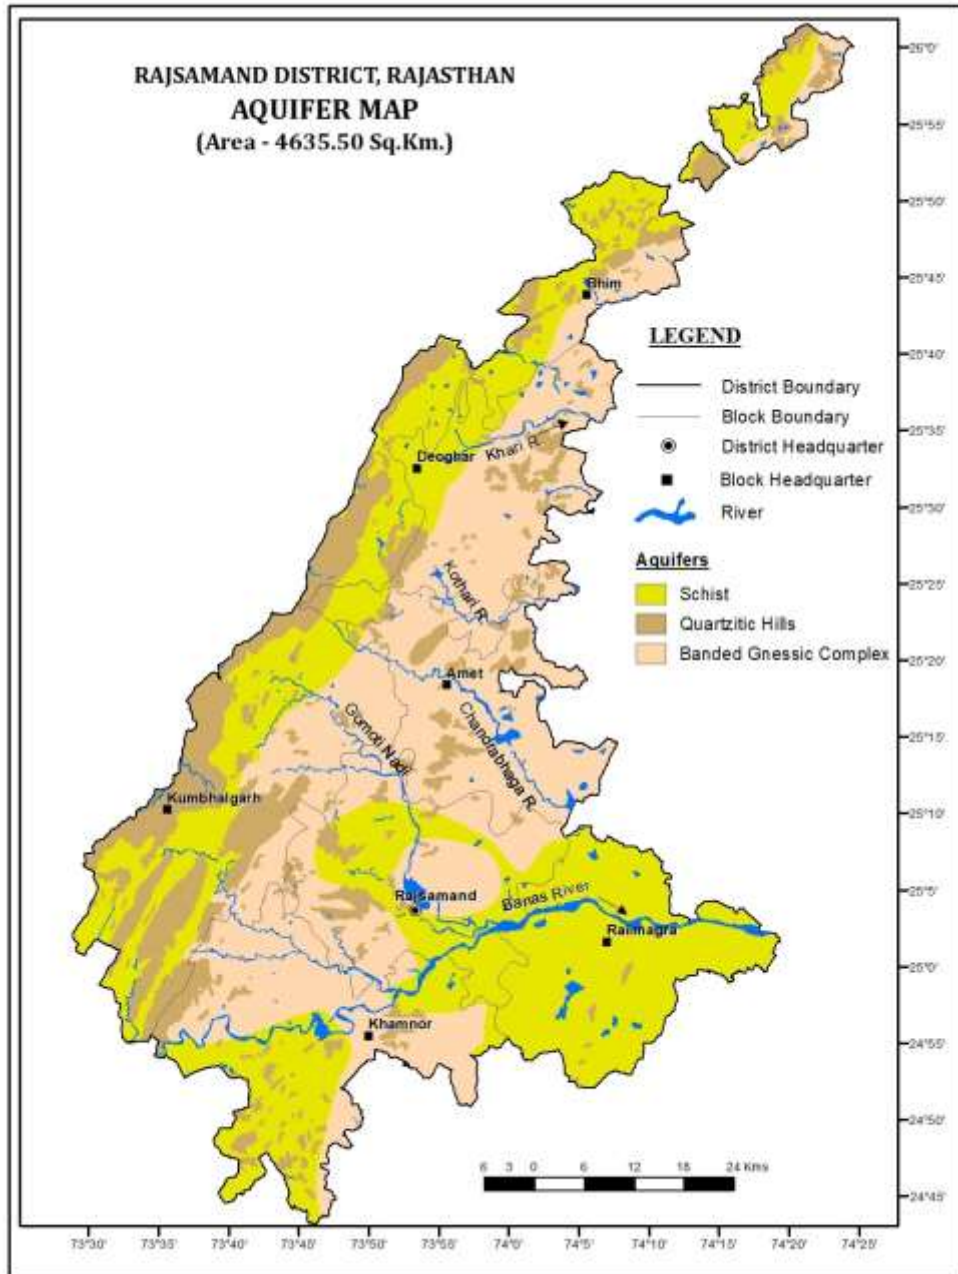 RAJSAMAND DISTRICT, RAJASTHAN
AQUIFER MAP
(Area - 4635.50 Sq.Km.)
26°0'
25°55'
25°50'
25°45'
25°40'
25°35'
25°50'
25°25'
25°20'
25°15'
25°10'
25°5'
25°0'
24°55'
24°50'
24°45'
Bhim
LEGEND
District Boundary
Block Boundary
District Headquarter
Block Headquarter
River
Aquifers
Schist
Quartzitic Hills
Banded Gnessic Complex
Khari R.
Deoghar
Kothari R.
Amet
Gomoti Nadi
Chandrabhaga R.
Kumbhalgarh
Rajsamand
Banas River
Railmagra
Khamnor
6 3 0 6 12 18 24 Kms
73°30' 73°35' 73°40' 73°45' 73°50' 73°55' 74°0' 74°5' 74°10' 74°15' 74°20' 74°25'